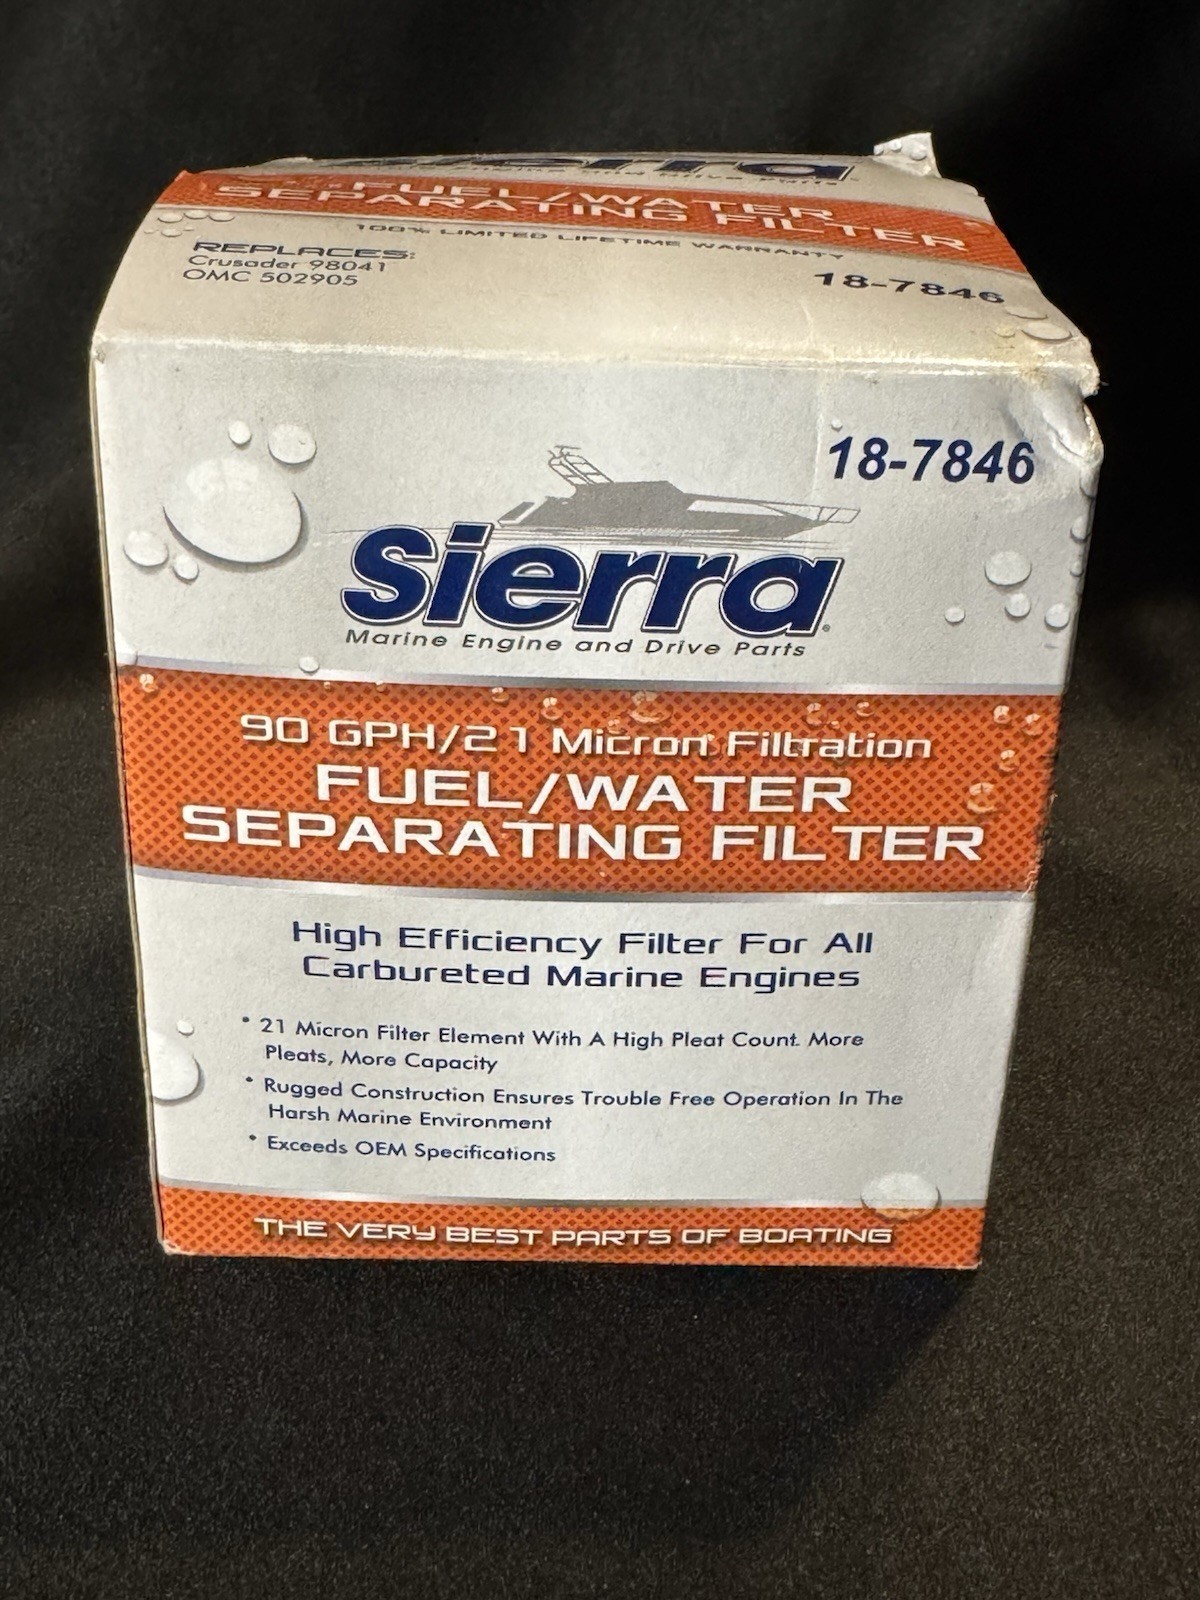 sierra
FUEL/WATER
SEPARATING FILTER
100% LIMITED LIFETIME WARRANTY
REPLACES:
Crusader 98041
OMC 502905
18-7846
18-7846
sierra
Marine Engine and Drive Parts
90 GPH/21 Micron Filtration
FUEL/WATER
SEPARATING FILTER
High Efficiency Filter For All
Carbureted Marine Engines
• 21 Micron Filter Element With A High Pleat Count. More
Pleats, More Capacity
• Rugged Construction Ensures Trouble Free Operation In The
Harsh Marine Environment
• Exceeds OEM Specifications
THE VERY BEST PARTS OF BOATING